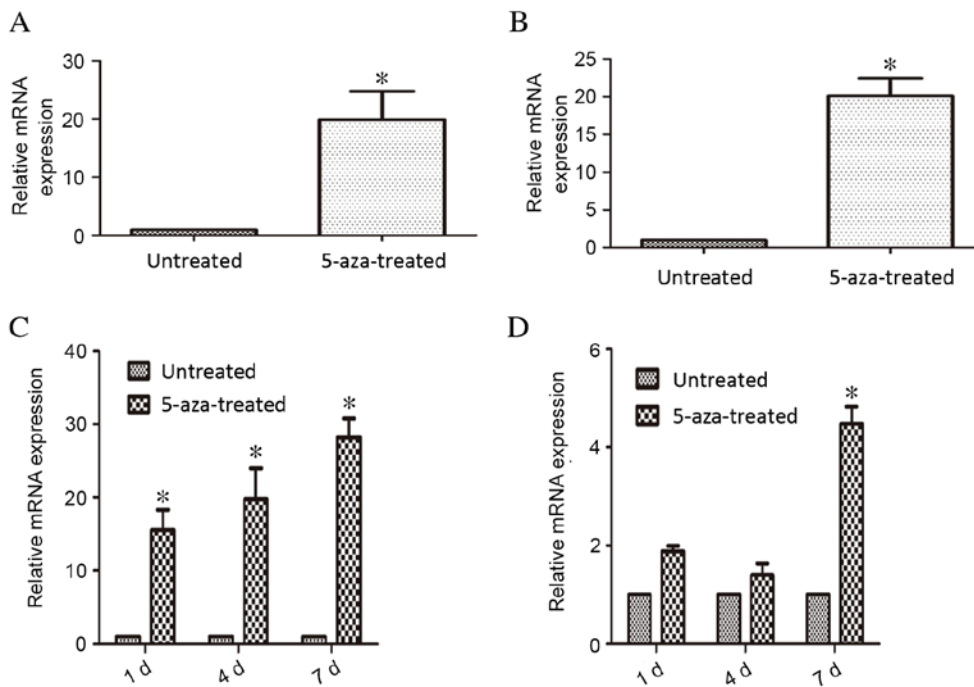 A
Relative mRNA
expression
30
20
10
0
*
Untreated
5-aza-treated
B
Relative mRNA
expression
25
20
15
10
5
0
*
Untreated
5-aza-treated
C
Relative mRNA expression
40
30
20
10
0
Untreated
5-aza-treated
*
*
*
1 d
4 d
7 d
D
Relative mRNA expression
6
4
2
0
Untreated
5-aza-treated
*
1 d
4 d
7 d